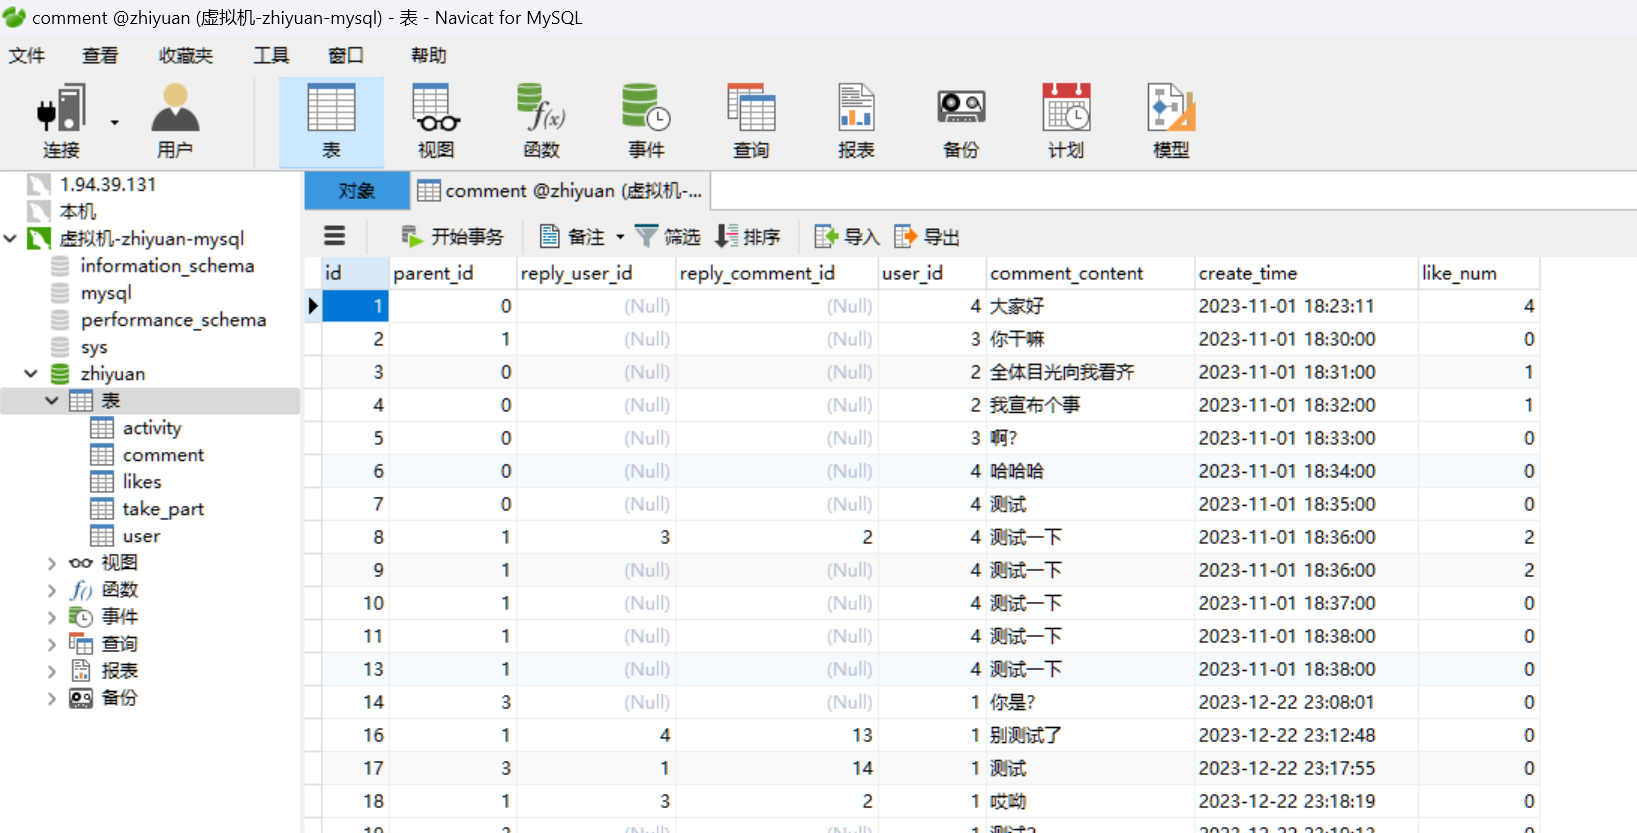 comment @zhiyuan (虚拟机-zhiyuan-mysql) - 表 - Navicat for MySQL
文件 查看 收藏夹 工具 窗口 帮助
连接 用户 表 视图 函数 事件 查询 报表 备份 计划 模型
1.94.39.131
本机
虚拟机-zhiyuan-mysql
information_schema
mysql
performance_schema
sys
zhiyuan
表
activity
comment
likes
take_part
user
视图
函数
事件
查询
报表
备份
对象 comment @zhiyuan (虚拟机-...
开始事务 备注 筛选 排序 导入 导出
id parent_id reply_user_id reply_comment_id user_id comment_content create_time like_num
1 0 (Null) (Null) 4 大家好 2023-11-01 18:23:11 4
2 1 (Null) (Null) 3 你干嘛 2023-11-01 18:30:00 0
3 0 (Null) (Null) 2 全体目光向我看齐 2023-11-01 18:31:00 1
4 0 (Null) (Null) 2 我宣布个事 2023-11-01 18:32:00 1
5 0 (Null) (Null) 3 啊? 2023-11-01 18:33:00 0
6 0 (Null) (Null) 4 哈哈哈 2023-11-01 18:34:00 0
7 0 (Null) (Null) 4 测试 2023-11-01 18:35:00 0
8 1 3 2 4 测试一下 2023-11-01 18:36:00 2
9 1 (Null) (Null) 4 测试一下 2023-11-01 18:36:00 2
10 1 (Null) (Null) 4 测试一下 2023-11-01 18:37:00 0
11 1 (Null) (Null) 4 测试一下 2023-11-01 18:38:00 0
13 1 (Null) (Null) 4 测试一下 2023-11-01 18:38:00 0
14 3 (Null) (Null) 1 你是? 2023-12-22 23:08:01 0
16 1 4 13 1 别测试了 2023-12-22 23:12:48 0
17 3 1 14 1 测试 2023-12-22 23:17:55 0
18 1 3 2 1 哎呦 2023-12-22 23:18:19 0